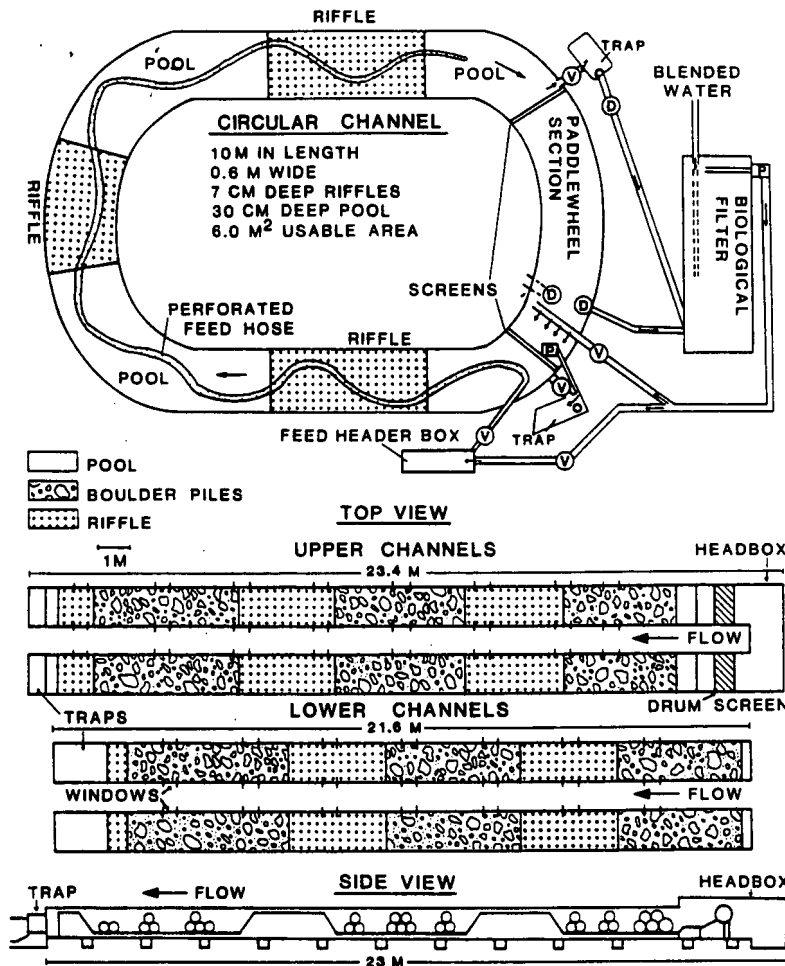 RIFFLE
POOL
POOL
TRAP
V
D
BLENDED
WATER
CIRCULAR CHANNEL
10M IN LENGTH
0.6 M WIDE
7 CM DEEP RIFFLES
30 CM DEEP POOL
6.0 M² USABLE AREA
PADDLEWHEEL
SECTION
P
BIOLOGICAL
FILTER
RIFFLE
SCREENS
D
D
PERFORATED
FEED HOSE
RIFFLE
P
V
V
POOL
TRAP
FEED HEADER BOX
V
V
POOL
BOULDER PILES
RIFFLE
TOP VIEW
1M
UPPER CHANNELS
HEADBOX
23.4 M
FLOW
TRAPS
DRUM SCREEN
LOWER CHANNELS
21.6 M
WINDOWS
FLOW
TRAP
FLOW
SIDE VIEW
HEADBOX
23 M